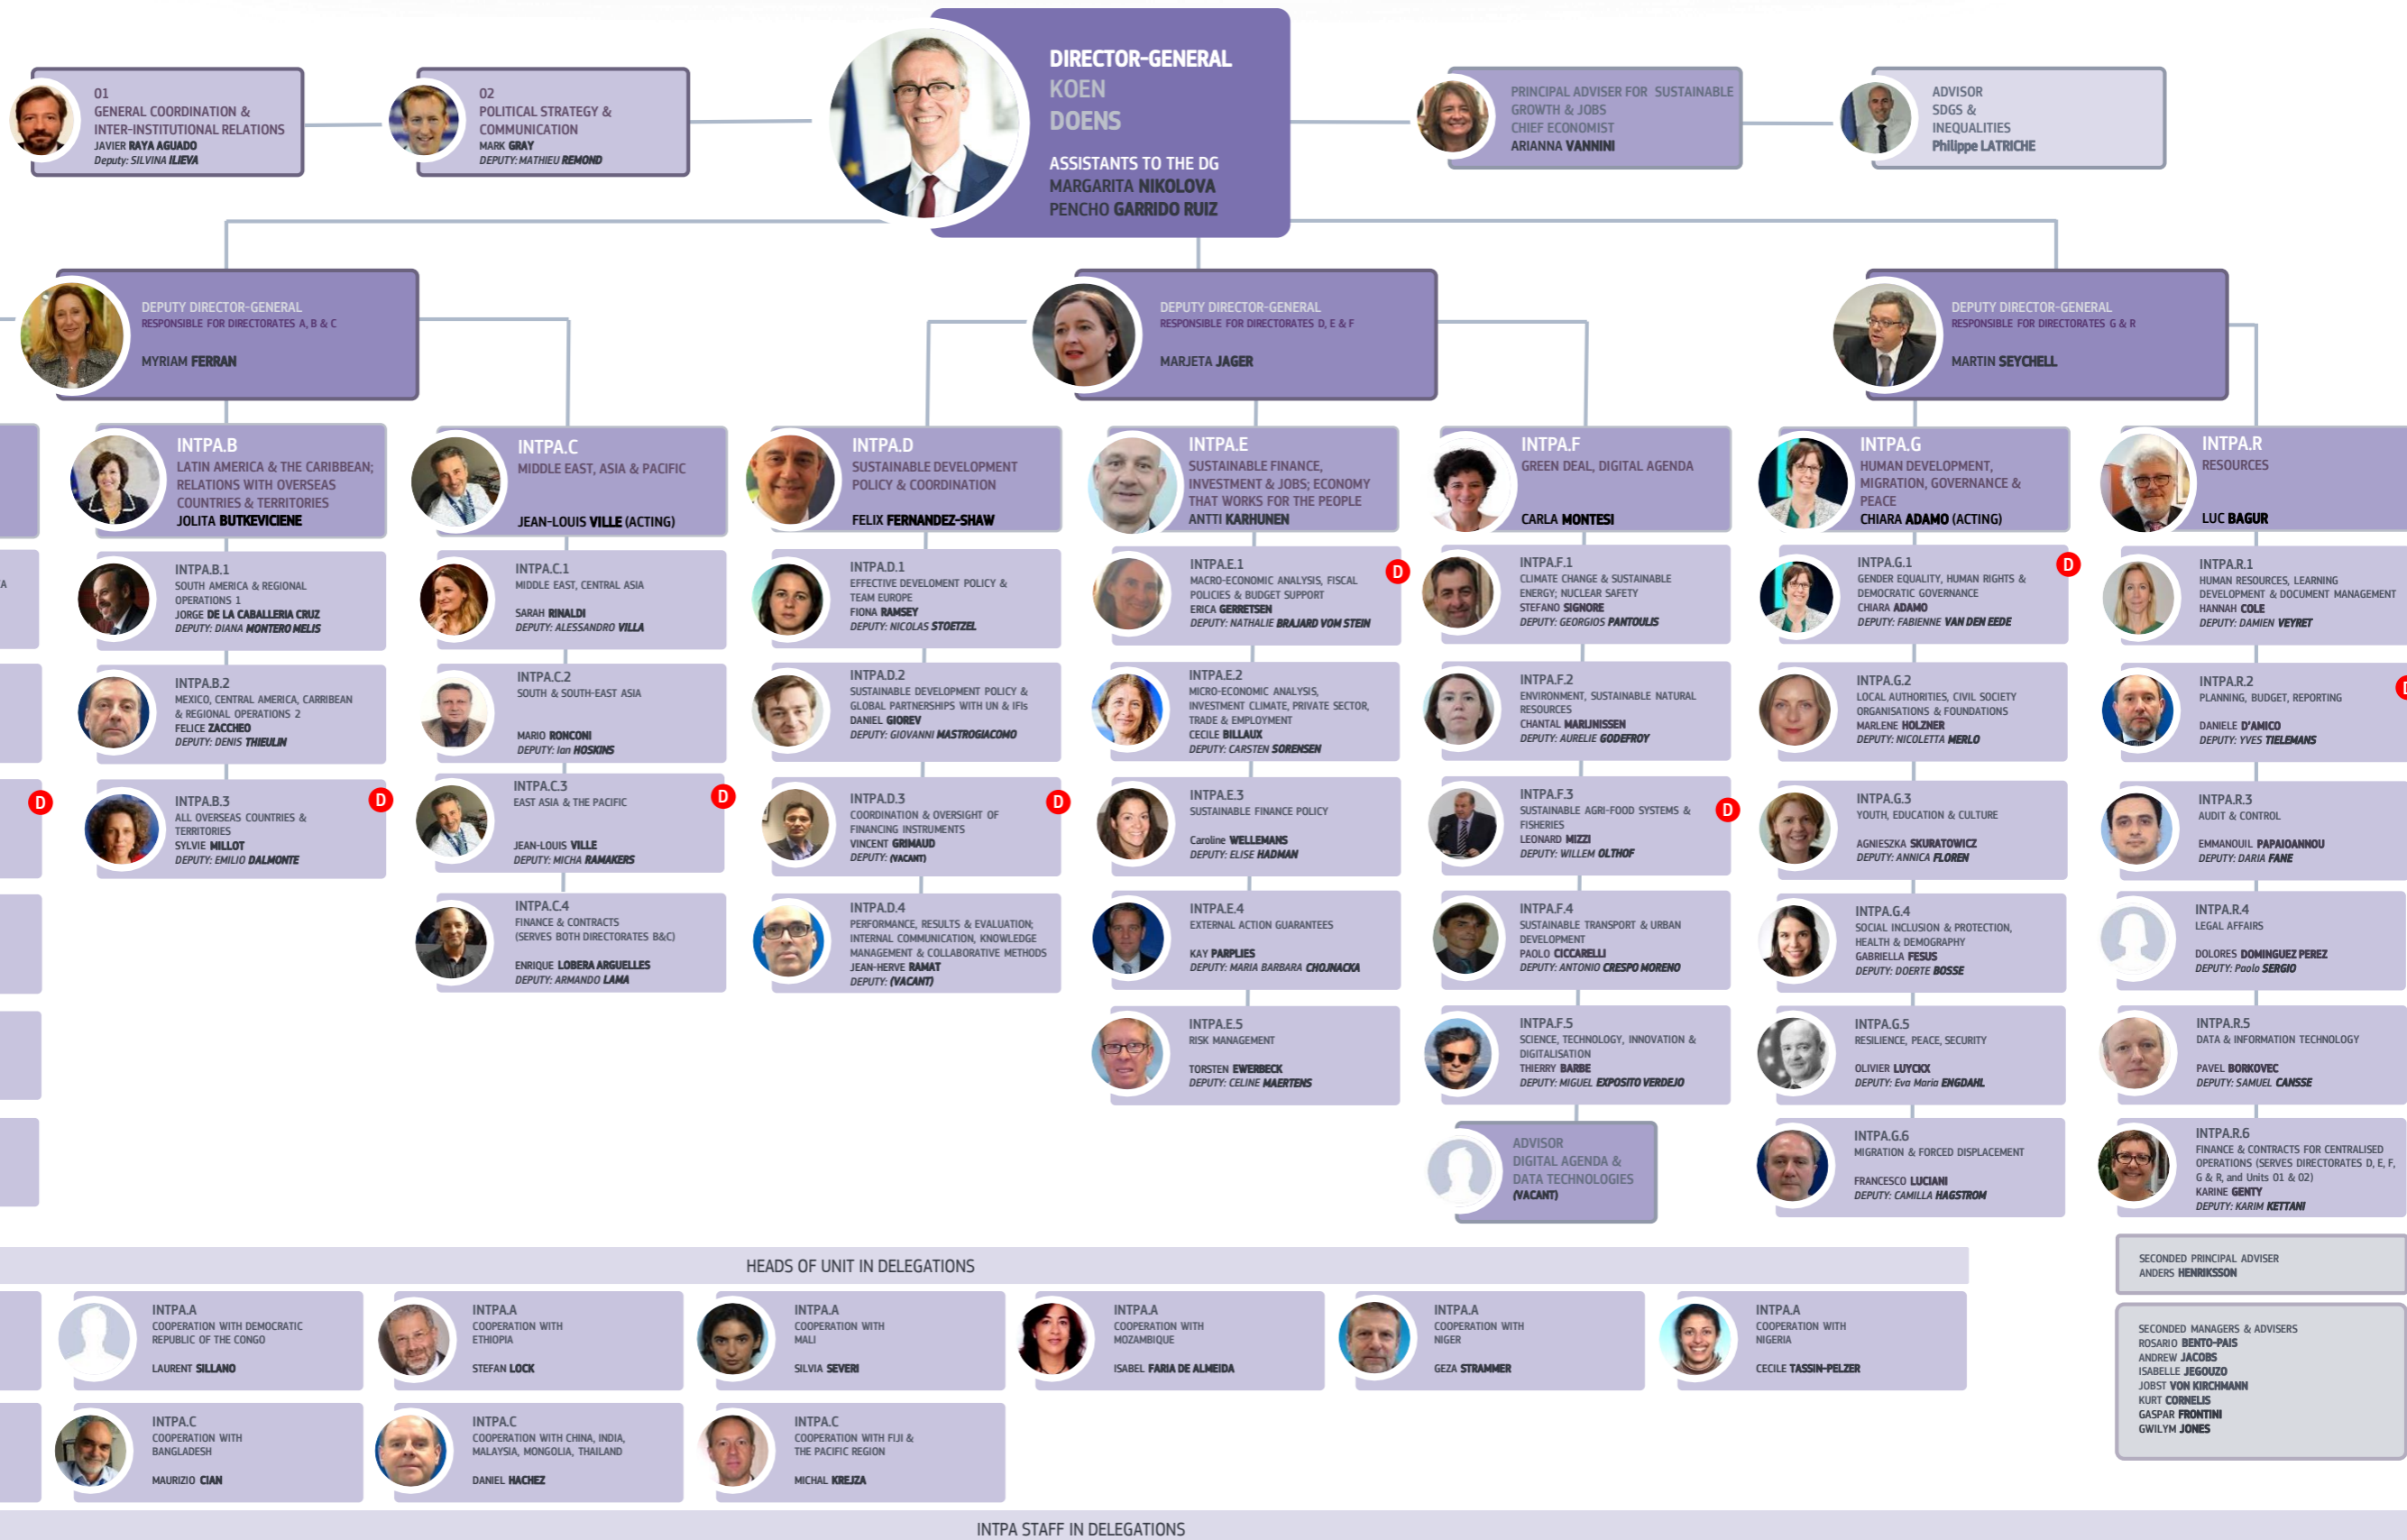 DIRECTOR-GENERAL
KOEN
DOENS
ASSISTANTS TO THE DG
MARGARITA NIKOLOVA
PENCHO GARRIDO RUIZ
01
GENERAL COORDINATION &
INTER-INSTITUTIONAL RELATIONS
JAVIER RAYA AGUADO
Deputy: SILVINA ILIEVA
02
POLITICAL STRATEGY &
COMMUNICATION
MARK GRAY
DEPUTY: MATHIEU REMOND
PRINCIPAL ADVISER FOR SUSTAINABLE
GROWTH & JOBS
CHIEF ECONOMIST
ARIANNA VANNINI
ADVISOR
SDGS &
INEQUALITIES
Philippe LATRICHE
DEPUTY DIRECTOR-GENERAL
RESPONSIBLE FOR DIRECTORATES A, B & C
MYRIAM FERRAN
DEPUTY DIRECTOR-GENERAL
RESPONSIBLE FOR DIRECTORATES D, E & F
MARJETA JAGER
DEPUTY DIRECTOR-GENERAL
RESPONSIBLE FOR DIRECTORATES G & R
MARTIN SEYCHELL
A
D
INTPA.B
LATIN AMERICA & THE CARIBBEAN;
RELATIONS WITH OVERSEAS
COUNTRIES & TERRITORIES
JOLITA BUTKEVICIENE
INTPA.B.1
SOUTH AMERICA & REGIONAL
OPERATIONS 1
JORGE DE LA CABALLERIA CRUZ
DEPUTY: DIANA MONTERO MELIS
INTPA.B.2
MEXICO, CENTRAL AMERICA, CARRIBEAN
& REGIONAL OPERATIONS 2
FELICE ZACCHEO
DEPUTY: DENIS THIEULIN
INTPA.B.3
ALL OVERSEAS COUNTRIES &
TERRITORIES
SYLVIE MILLOT
DEPUTY: EMILIO DALMONTE
D
INTPA.C
MIDDLE EAST, ASIA & PACIFIC
JEAN-LOUIS VILLE (ACTING)
INTPA.C.1
MIDDLE EAST, CENTRAL ASIA
SARAH RINALDI
DEPUTY: ALESSANDRO VILLA
INTPA.C.2
SOUTH & SOUTH-EAST ASIA
MARIO RONCONI
DEPUTY: Ian HOSKINS
INTPA.C.3
EAST ASIA & THE PACIFIC
JEAN-LOUIS VILLE
DEPUTY: MICHA RAMAKERS
D
INTPA.C.4
FINANCE & CONTRACTS
(SERVES BOTH DIRECTORATES B&C)
ENRIQUE LOBERA ARGUELLES
DEPUTY: ARMANDO LAMA
INTPA.D
SUSTAINABLE DEVELOPMENT
POLICY & COORDINATION
FELIX FERNANDEZ-SHAW
INTPA.D.1
EFFECTIVE DEVELOMENT POLICY &
TEAM EUROPE
FIONA RAMSEY
DEPUTY: NICOLAS STOETZEL
INTPA.D.2
SUSTAINABLE DEVELOPMENT POLICY &
GLOBAL PARTNERSHIPS WITH UN & IFIs
DANIEL GIOREV
DEPUTY: GIOVANNI MASTROGIACOMO
INTPA.D.3
COORDINATION & OVERSIGHT OF
FINANCING INSTRUMENTS
VINCENT GRIMAUD
DEPUTY: (VACANT)
D
INTPA.D.4
PERFORMANCE, RESULTS & EVALUATION;
INTERNAL COMMUNICATION, KNOWLEDGE
MANAGEMENT & COLLABORATIVE METHODS
JEAN-HERVE RAMAT
DEPUTY: (VACANT)
INTPA.E
SUSTAINABLE FINANCE,
INVESTMENT & JOBS; ECONOMY
THAT WORKS FOR THE PEOPLE
ANTTI KARHUNEN
INTPA.E.1
MACRO-ECONOMIC ANALYSIS, FISCAL
POLICIES & BUDGET SUPPORT
ERICA GERRETSEN
DEPUTY: NATHALIE BRAJARD VOM STEIN
D
INTPA.E.2
MICRO-ECONOMIC ANALYSIS,
INVESTMENT CLIMATE, PRIVATE SECTOR,
TRADE & EMPLOYMENT
CECILE BILLAUX
DEPUTY: CARSTEN SORENSEN
INTPA.E.3
SUSTAINABLE FINANCE POLICY
Caroline WELLEMANS
DEPUTY: ELISE HADMAN
INTPA.E.4
EXTERNAL ACTION GUARANTEES
KAY PARPLIES
DEPUTY: MARIA BARBARA CHOJNACKA
INTPA.E.5
RISK MANAGEMENT
TORSTEN EWERBECK
DEPUTY: CELINE MAERTENS
INTPA.F
GREEN DEAL, DIGITAL AGENDA
CARLA MONTESI
INTPA.F.1
CLIMATE CHANGE & SUSTAINABLE
ENERGY; NUCLEAR SAFETY
STEFANO SIGNORE
DEPUTY: GEORGIOS PANTOULIS
INTPA.F.2
ENVIRONMENT, SUSTAINABLE NATURAL
RESOURCES
CHANTAL MARIJNISSEN
DEPUTY: AURELIE GODEFROY
INTPA.F.3
SUSTAINABLE AGRI-FOOD SYSTEMS &
FISHERIES
LEONARD MIZZI
DEPUTY: WILLEM OLTHOF
D
INTPA.F.4
SUSTAINABLE TRANSPORT & URBAN
DEVELOPMENT
PAOLO CICCARELLI
DEPUTY: ANTONIO CRESPO MORENO
INTPA.F.5
SCIENCE, TECHNOLOGY, INNOVATION &
DIGITALISATION
THIERRY BARBE
DEPUTY: MIGUEL EXPOSITO VERDEJO
ADVISOR
DIGITAL AGENDA &
DATA TECHNOLOGIES
(VACANT)
INTPA.G
HUMAN DEVELOPMENT,
MIGRATION, GOVERNANCE &
PEACE
CHIARA ADAMO (ACTING)
INTPA.G.1
GENDER EQUALITY, HUMAN RIGHTS &
DEMOCRATIC GOVERNANCE
CHIARA ADAMO
DEPUTY: FABIENNE VAN DEN EEDE
D
INTPA.G.2
LOCAL AUTHORITIES, CIVIL SOCIETY
ORGANISATIONS & FOUNDATIONS
MARLENE HOLZNER
DEPUTY: NICOLETTA MERLO
INTPA.G.3
YOUTH, EDUCATION & CULTURE
AGNIESZKA SKURATOWICZ
DEPUTY: ANNICA FLOREN
INTPA.G.4
SOCIAL INCLUSION & PROTECTION,
HEALTH & DEMOGRAPHY
GABRIELLA FESUS
DEPUTY: DOERTE BOSSE
INTPA.G.5
RESILIENCE, PEACE, SECURITY
OLIVIER LUYCKX
DEPUTY: Eva Maria ENGDAHL
INTPA.G.6
MIGRATION & FORCED DISPLACEMENT
FRANCESCO LUCIANI
DEPUTY: CAMILLA HAGSTROM
INTPA.R
RESOURCES
LUC BAGUR
INTPA.R.1
HUMAN RESOURCES, LEARNING
DEVELOPMENT & DOCUMENT MANAGEMENT
HANNAH COLE
DEPUTY: DAMIEN VEYRET
INTPA.R.2
PLANNING, BUDGET, REPORTING
DANIELE D'AMICO
DEPUTY: YVES TIELEMANS
D
INTPA.R.3
AUDIT & CONTROL
EMMANOUIL PAPAIOANNOU
DEPUTY: DARIA FANE
INTPA.R.4
LEGAL AFFAIRS
DOLORES DOMINGUEZ PEREZ
DEPUTY: Paolo SERGIO
INTPA.R.5
DATA & INFORMATION TECHNOLOGY
PAVEL BORKOVEC
DEPUTY: SAMUEL CANSSE
INTPA.R.6
FINANCE & CONTRACTS FOR CENTRALISED
OPERATIONS (SERVES DIRECTORATES D, E, F,
G & R, and Units 01 & 02)
KARINE GENTY
DEPUTY: KARIM KETTANI
HEADS OF UNIT IN DELEGATIONS
INTPA.A
COOPERATION WITH DEMOCRATIC
REPUBLIC OF THE CONGO
LAURENT SILLANO
INTPA.A
COOPERATION WITH
ETHIOPIA
STEFAN LOCK
INTPA.A
COOPERATION WITH
MALI
SILVIA SEVERI
INTPA.A
COOPERATION WITH
MOZAMBIQUE
ISABEL FARIA DE ALMEIDA
INTPA.A
COOPERATION WITH
NIGER
GEZA STRAMMER
INTPA.A
COOPERATION WITH
NIGERIA
CECILE TASSIN-PELZER
INTPA.C
COOPERATION WITH
BANGLADESH
MAURIZIO CIAN
INTPA.C
COOPERATION WITH CHINA, INDIA,
MALAYSIA, MONGOLIA, THAILAND
DANIEL HACHEZ
INTPA.C
COOPERATION WITH FIJI &
THE PACIFIC REGION
MICHAL KREJZA
SECONDED PRINCIPAL ADVISER
ANDERS HENRIKSSON
SECONDED MANAGERS & ADVISERS
ROSARIO BENTO-PAIS
ANDREW JACOBS
ISABELLE JEGOUZO
JOBST VON KIRCHMANN
KURT CORNELIS
GASPAR FRONTINI
GWILYM JONES
INTPA STAFF IN DELEGATIONS